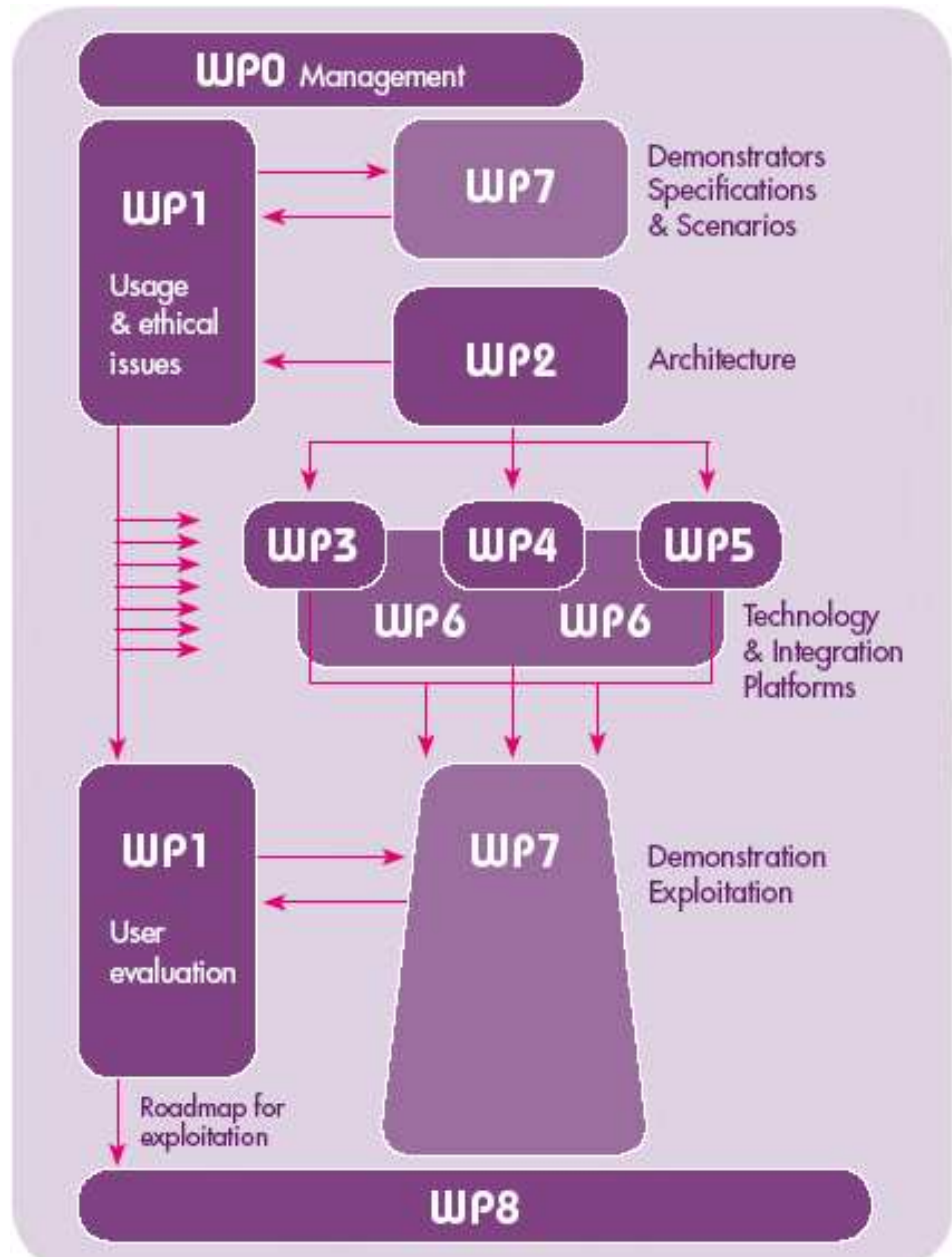 WP0 Management
WP1
Usage
& ethical
issues
WP7
Demonstrators
Specifications
& Scenarios
WP2
Architecture
WP3
WP4
WP5
WP6
WP6
Technology
& Integration
Platforms
WP1
User
evaluation
WP7
Demonstration
Exploitation
Roadmap for
exploitation
WP8